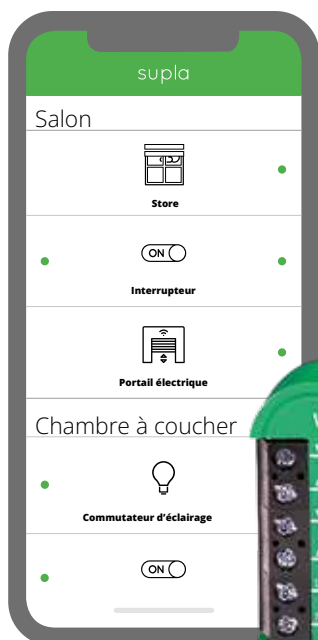 supla
Salon
Store
ON
Interrupteur
Portail électrique
Chambre à coucher
Commutateur d'éclairage
ON